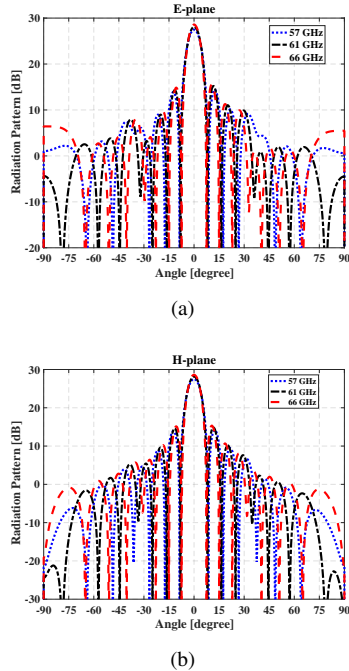 E-plane
Radiation Pattern [dB]
30
20
10
0
-10
-20
57 GHz
61 GHz
66 GHz
-90 -75 -60 -45 -30 -15 0 15 30 45 60 75 90
Angle [degree]
(a)
H-plane
Radiation Pattern [dB]
30
20
10
0
-10
-20
-30
57 GHz
61 GHz
66 GHz
-90 -75 -60 -45 -30 -15 0 15 30 45 60 75 90
Angle [degree]
(b)